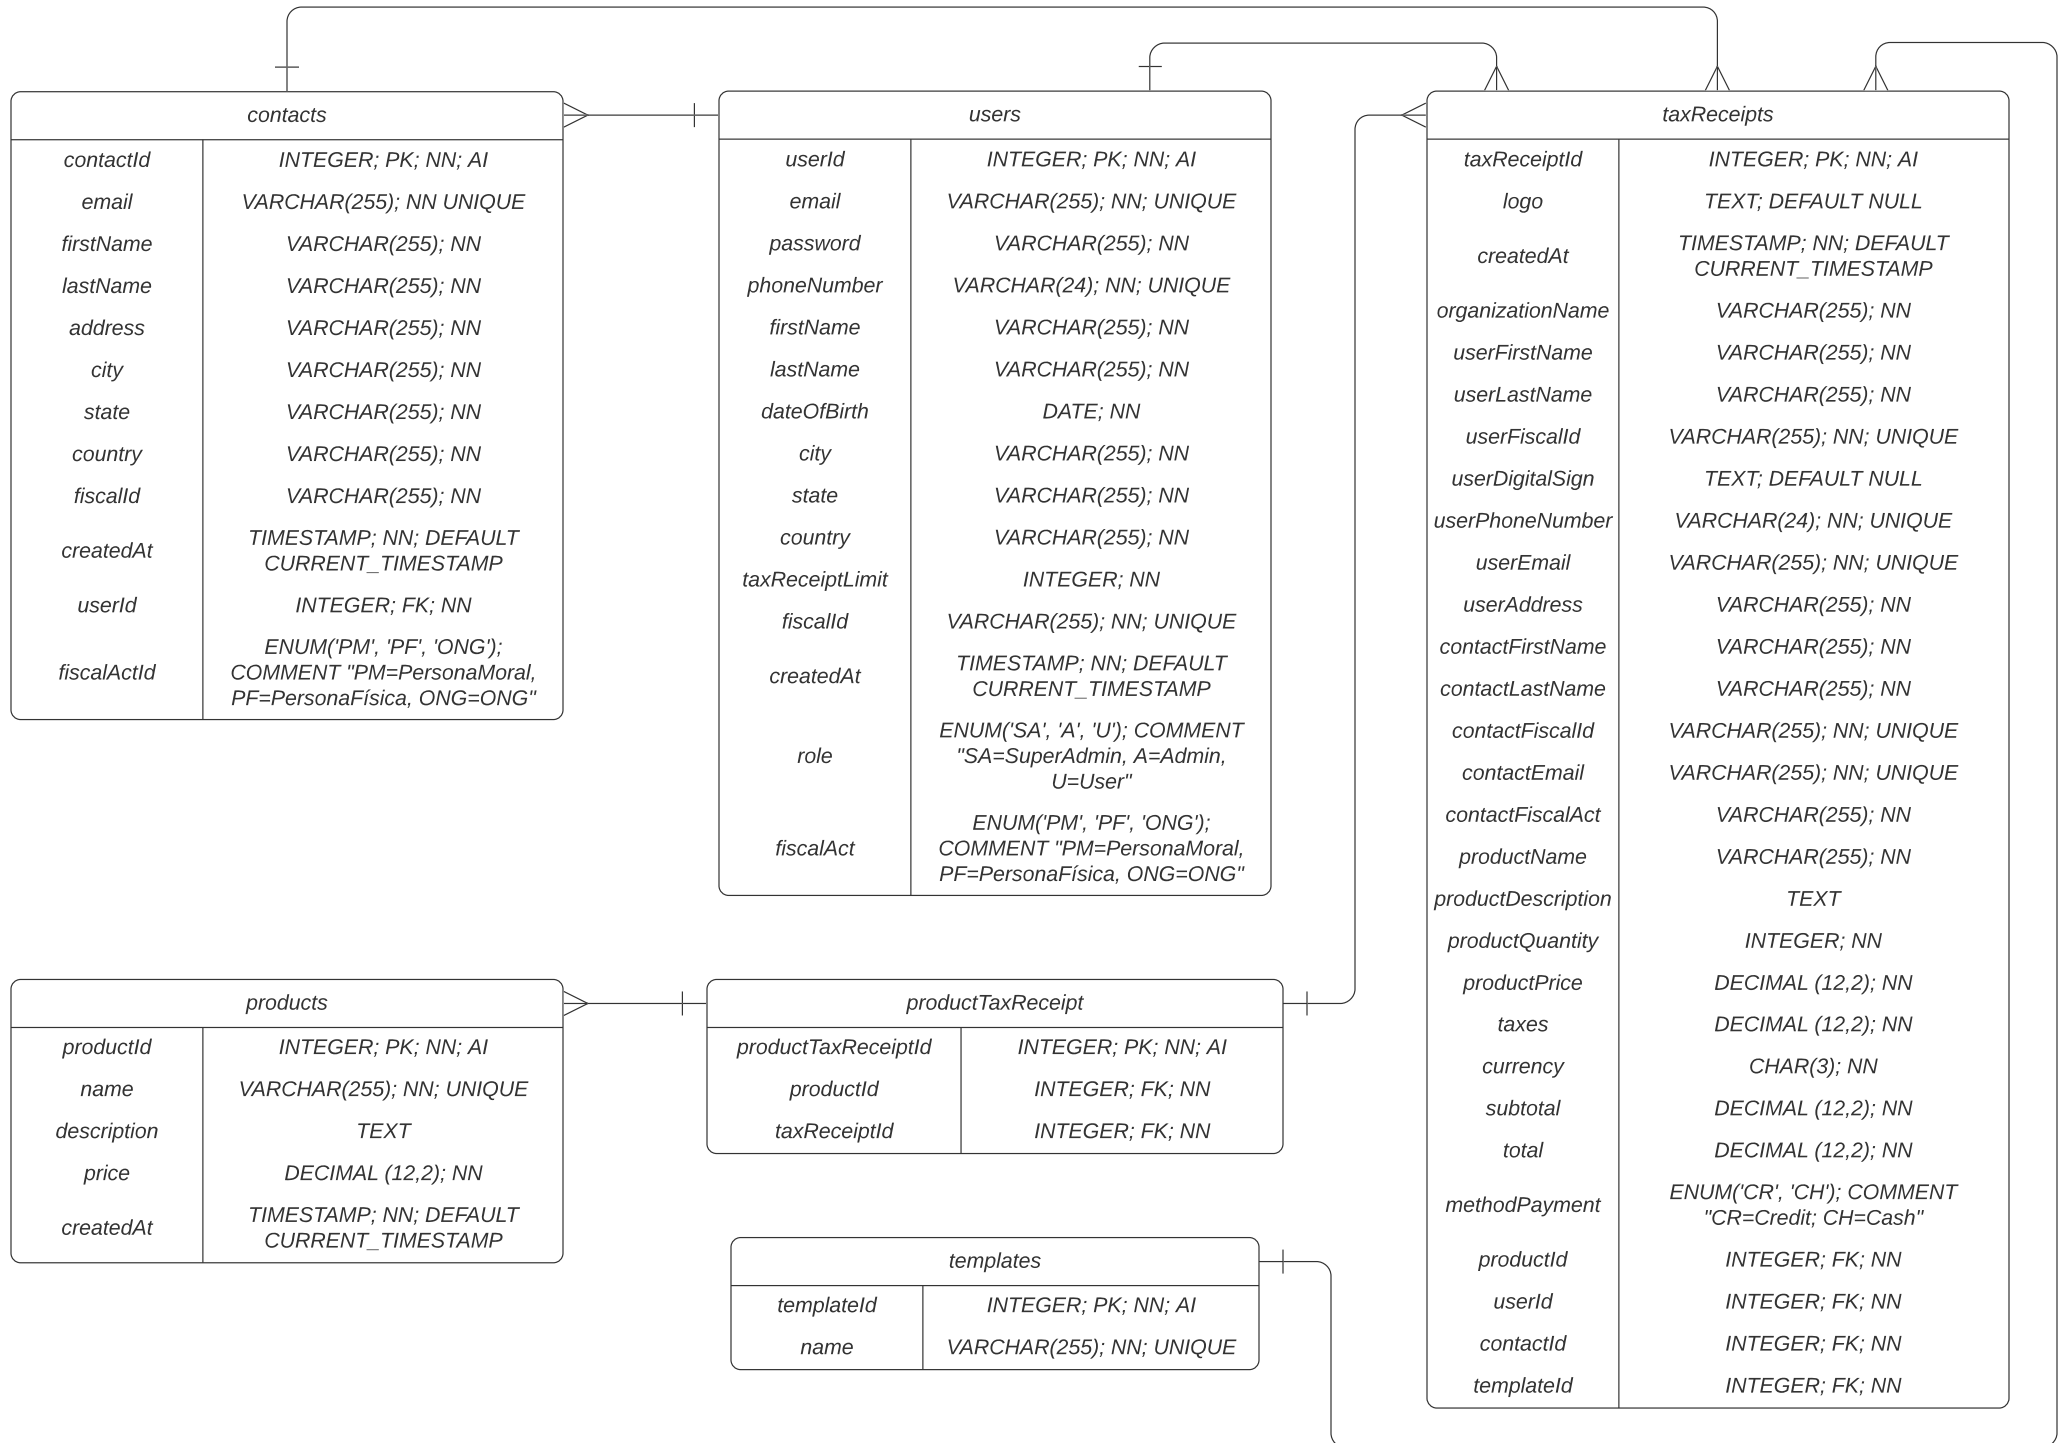 contacts
contactId INTEGER; PK; NN; AI
email VARCHAR(255); NN UNIQUE
firstName VARCHAR(255); NN
lastName VARCHAR(255); NN
address VARCHAR(255); NN
city VARCHAR(255); NN
state VARCHAR(255); NN
country VARCHAR(255); NN
fiscalId VARCHAR(255); NN
createdAt TIMESTAMP; NN; DEFAULT
CURRENT_TIMESTAMP
userId INTEGER; FK; NN
fiscalActId ENUM('PM', 'PF', 'ONG');
COMMENT "PM=PersonaMoral,
PF=PersonaFísica, ONG=ONG"
users
userId INTEGER; PK; NN; AI
email VARCHAR(255); NN; UNIQUE
password VARCHAR(255); NN
phoneNumber VARCHAR(24); NN; UNIQUE
firstName VARCHAR(255); NN
lastName VARCHAR(255); NN
dateOfBirth DATE; NN
city VARCHAR(255); NN
state VARCHAR(255); NN
country VARCHAR(255); NN
taxReceiptLimit INTEGER; NN
fiscalId VARCHAR(255); NN; UNIQUE
createdAt TIMESTAMP; NN; DEFAULT
CURRENT_TIMESTAMP
role ENUM('SA', 'A', 'U'); COMMENT
"SA=SuperAdmin, A=Admin,
U=User"
fiscalAct ENUM('PM', 'PF', 'ONG');
COMMENT "PM=PersonaMoral,
PF=PersonaFísica, ONG=ONG"
taxReceipts
taxReceiptId INTEGER; PK; NN; AI
logo TEXT; DEFAULT NULL
createdAt TIMESTAMP; NN; DEFAULT
CURRENT_TIMESTAMP
organizationName VARCHAR(255); NN
userFirstName VARCHAR(255); NN
userLastName VARCHAR(255); NN
userFiscalId VARCHAR(255); NN; UNIQUE
userDigitalSign TEXT; DEFAULT NULL
userPhoneNumber VARCHAR(24); NN; UNIQUE
userEmail VARCHAR(255); NN; UNIQUE
userAddress VARCHAR(255); NN
contactFirstName VARCHAR(255); NN
contactLastName VARCHAR(255); NN
contactFiscalId VARCHAR(255); NN; UNIQUE
contactEmail VARCHAR(255); NN; UNIQUE
contactFiscalAct VARCHAR(255); NN
productName VARCHAR(255); NN
productDescription TEXT
productQuantity INTEGER; NN
productPrice DECIMAL (12,2); NN
taxes DECIMAL (12,2); NN
currency CHAR(3); NN
subtotal DECIMAL (12,2); NN
total DECIMAL (12,2); NN
methodPayment ENUM('CR', 'CH'); COMMENT
"CR=Credit; CH=Cash"
productId INTEGER; FK; NN
userId INTEGER; FK; NN
contactId INTEGER; FK; NN
templateId INTEGER; FK; NN
products
productId INTEGER; PK; NN; AI
name VARCHAR(255); NN; UNIQUE
description TEXT
price DECIMAL (12,2); NN
createdAt TIMESTAMP; NN; DEFAULT
CURRENT_TIMESTAMP
productTaxReceipt
productTaxReceiptId INTEGER; PK; NN; AI
productId INTEGER; FK; NN
taxReceiptId INTEGER; FK; NN
templates
templateId INTEGER; PK; NN; AI
name VARCHAR(255); NN; UNIQUE